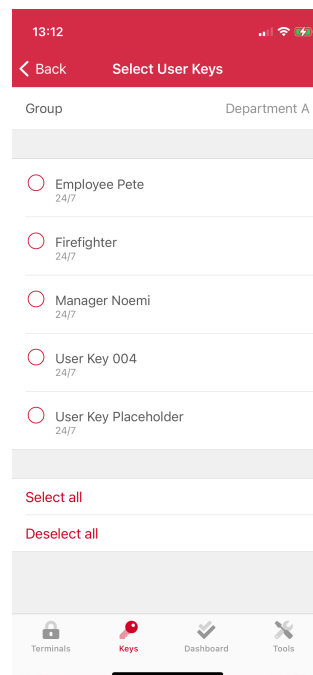 13:12
Back
Select User Keys
Group
Department A
Employee Pete
24/7
Firefighter
24/7
Manager Noemi
24/7
User Key 004
24/7
User Key Placeholder
24/7
Select all
Deselect all
Terminals
Keys
Dashboard
Tools